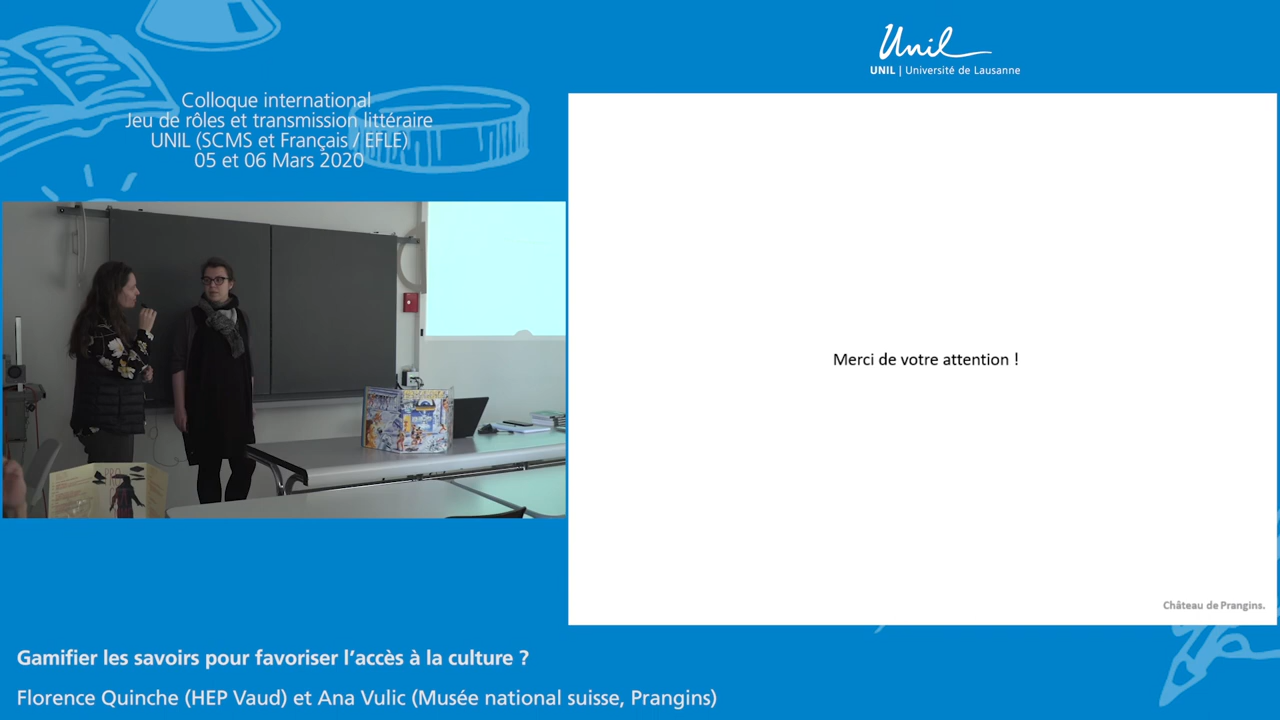 Unil
UNIL | Université de Lausanne
Colloque international
Jeu de rôles et transmission littéraire
UNIL (SCMS et Français / EFLE)
05 et 06 Mars 2020
Merci de votre attention !
Château de Prangins.
Gamifier les savoirs pour favoriser l'accès à la culture ?
Florence Quinche (HEP Vaud) et Ana Vulic (Musée national suisse, Prangins)